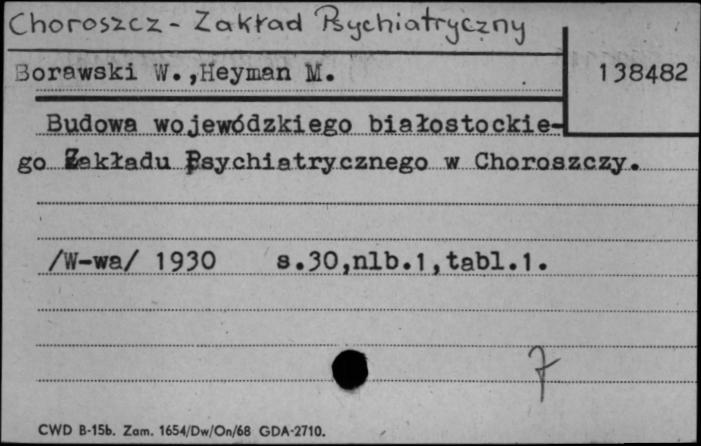 Choroszcz - Zakład Psychiatryczny
Borawski W.,Heyman M.
138482
Budowa wojewódzkiego białostockie-
go Zakładu Psychiatrycznego w Choroszczy.
/W-wa/ 1930 s.30,nlb.1,tabl.1.
7
CWD B-15b. Zam. 1654/Dw/On/68 GDA-2710.